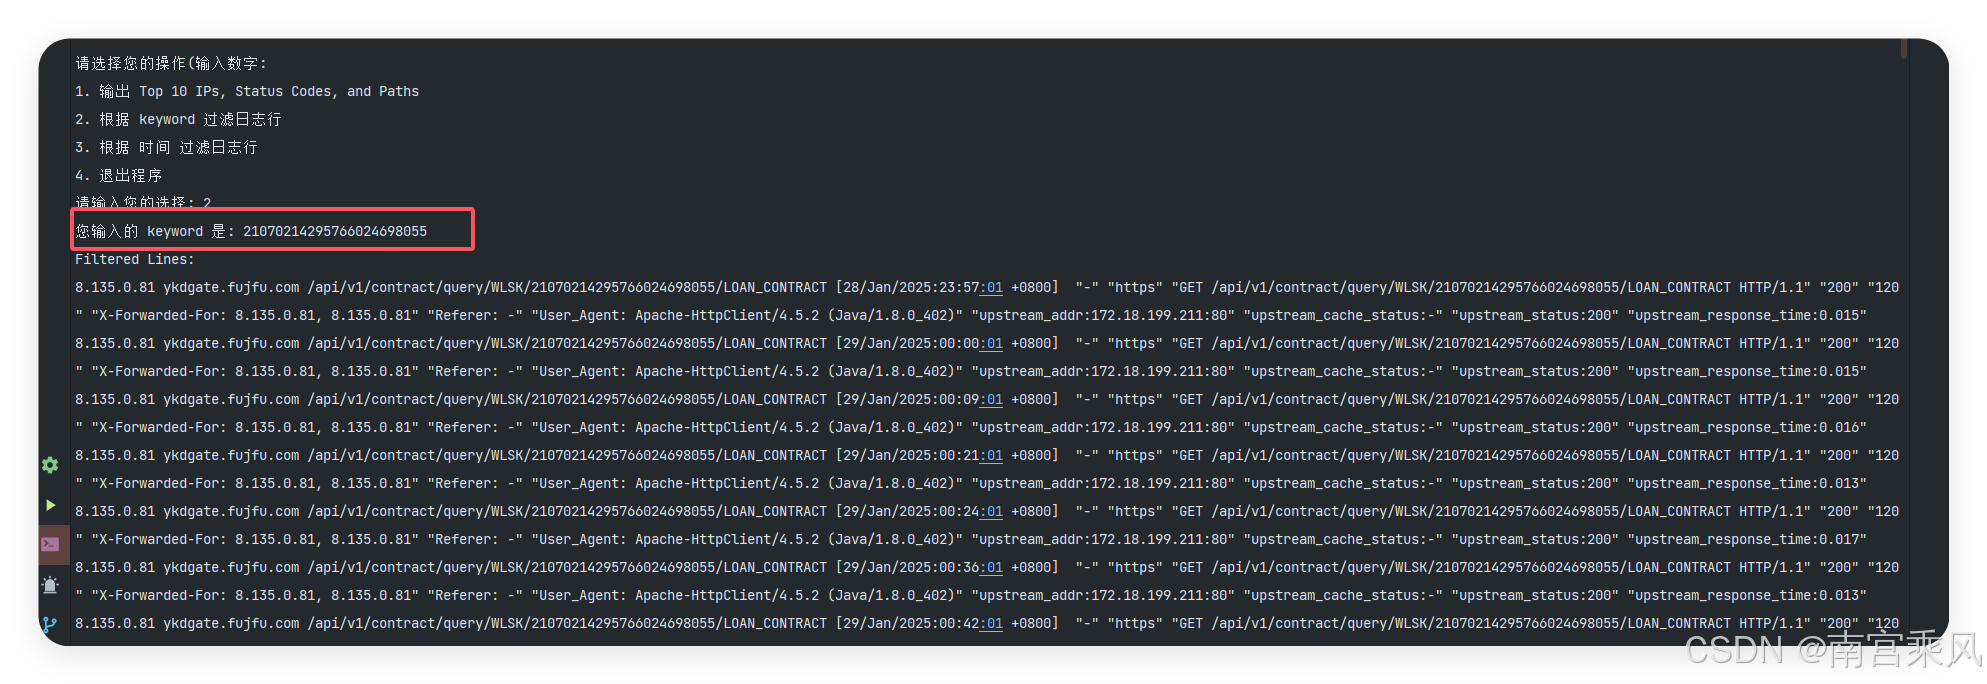 请选择您的操作(输入数字:
1. 输出 Top 10 IPs, Status Codes, and Paths
2. 根据 keyword 过滤日志行
3. 根据 时间 过滤日志行
4. 退出程序
请输入您的选择: 2
您输入的 keyword 是: 21070214295766024698055
Filtered Lines:
8.135.0.81 ykdgate.fujfu.com /api/v1/contract/query/WLSK/21070214295766024698055/LOAN_CONTRACT [28/Jan/2025:23:57:01 +0800]  "-" "https" "GET /api/v1/contract/query/WLSK/21070214295766024698055/LOAN_CONTRACT HTTP/1.1" "200" "120
" "X-Forwarded-For: 8.135.0.81, 8.135.0.81" "Referer: -" "User_Agent: Apache-HttpClient/4.5.2 (Java/1.8.0_402)" "upstream_addr:172.18.199.211:80" "upstream_cache_status:-" "upstream_status:200" "upstream_response_time:0.015"
8.135.0.81 ykdgate.fujfu.com /api/v1/contract/query/WLSK/21070214295766024698055/LOAN_CONTRACT [29/Jan/2025:00:00:01 +0800]  "-" "https" "GET /api/v1/contract/query/WLSK/21070214295766024698055/LOAN_CONTRACT HTTP/1.1" "200" "120
" "X-Forwarded-For: 8.135.0.81, 8.135.0.81" "Referer: -" "User_Agent: Apache-HttpClient/4.5.2 (Java/1.8.0_402)" "upstream_addr:172.18.199.211:80" "upstream_cache_status:-" "upstream_status:200" "upstream_response_time:0.015"
8.135.0.81 ykdgate.fujfu.com /api/v1/contract/query/WLSK/21070214295766024698055/LOAN_CONTRACT [29/Jan/2025:00:09:01 +0800]  "-" "https" "GET /api/v1/contract/query/WLSK/21070214295766024698055/LOAN_CONTRACT HTTP/1.1" "200" "120
" "X-Forwarded-For: 8.135.0.81, 8.135.0.81" "Referer: -" "User_Agent: Apache-HttpClient/4.5.2 (Java/1.8.0_402)" "upstream_addr:172.18.199.211:80" "upstream_cache_status:-" "upstream_status:200" "upstream_response_time:0.016"
8.135.0.81 ykdgate.fujfu.com /api/v1/contract/query/WLSK/21070214295766024698055/LOAN_CONTRACT [29/Jan/2025:00:21:01 +0800]  "-" "https" "GET /api/v1/contract/query/WLSK/21070214295766024698055/LOAN_CONTRACT HTTP/1.1" "200" "120
" "X-Forwarded-For: 8.135.0.81, 8.135.0.81" "Referer: -" "User_Agent: Apache-HttpClient/4.5.2 (Java/1.8.0_402)" "upstream_addr:172.18.199.211:80" "upstream_cache_status:-" "upstream_status:200" "upstream_response_time:0.013"
8.135.0.81 ykdgate.fujfu.com /api/v1/contract/query/WLSK/21070214295766024698055/LOAN_CONTRACT [29/Jan/2025:00:24:01 +0800]  "-" "https" "GET /api/v1/contract/query/WLSK/21070214295766024698055/LOAN_CONTRACT HTTP/1.1" "200" "120
" "X-Forwarded-For: 8.135.0.81, 8.135.0.81" "Referer: -" "User_Agent: Apache-HttpClient/4.5.2 (Java/1.8.0_402)" "upstream_addr:172.18.199.211:80" "upstream_cache_status:-" "upstream_status:200" "upstream_response_time:0.017"
8.135.0.81 ykdgate.fujfu.com /api/v1/contract/query/WLSK/21070214295766024698055/LOAN_CONTRACT [29/Jan/2025:00:36:01 +0800]  "-" "https" "GET /api/v1/contract/query/WLSK/21070214295766024698055/LOAN_CONTRACT HTTP/1.1" "200" "120
" "X-Forwarded-For: 8.135.0.81, 8.135.0.81" "Referer: -" "User_Agent: Apache-HttpClient/4.5.2 (Java/1.8.0_402)" "upstream_addr:172.18.199.211:80" "upstream_cache_status:-" "upstream_status:200" "upstream_response_time:0.013"
8.135.0.81 ykdgate.fujfu.com /api/v1/contract/query/WLSK/21070214295766024698055/LOAN_CONTRACT [29/Jan/2025:00:42:01 +0800]  "-" "https" "GET /api/v1/contract/query/WLSK/21070214295766024698055/LOAN_CONTRACT HTTP/1.1" "200" "120
CSDN @南宫乘风